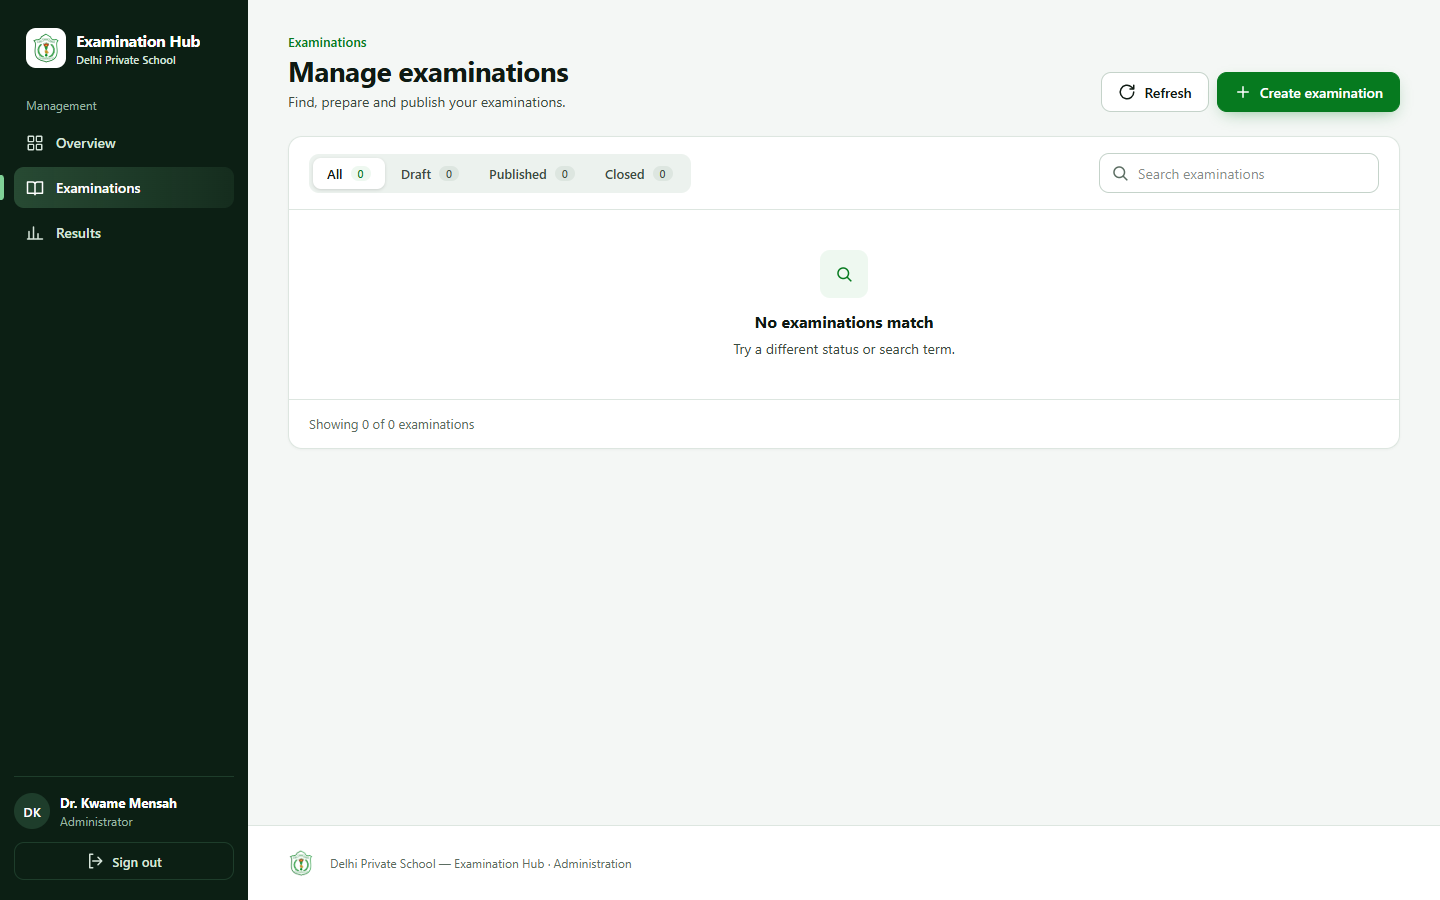 Examination Hub
Delhi Private School
Management
Overview
Examinations
Results
DK
Dr. Kwame Mensah
Administrator
Sign out
Examinations
Manage examinations
Find, prepare and publish your examinations.
Refresh
Create examination
All 0
Draft 0
Published 0
Closed 0
Search examinations
No examinations match
Try a different status or search term.
Showing 0 of 0 examinations
Delhi Private School — Examination Hub · Administration